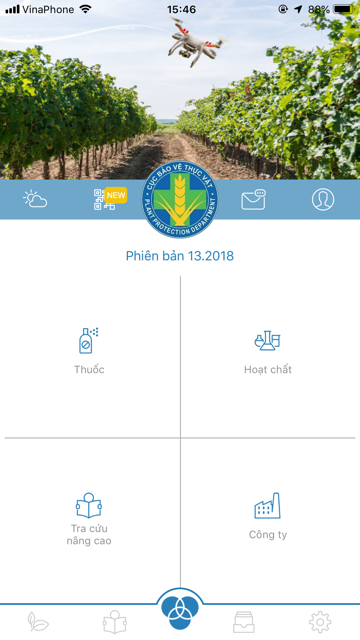 VinaPhone 15:46 88%
CỤC BẢO VỆ THỰC VẬT
NEW
PLANT PROTECTION DEPARTMENT
Phiên bản 13.2018
Thuốc
Hoạt chất
Tra cứu
nâng cao
Công ty